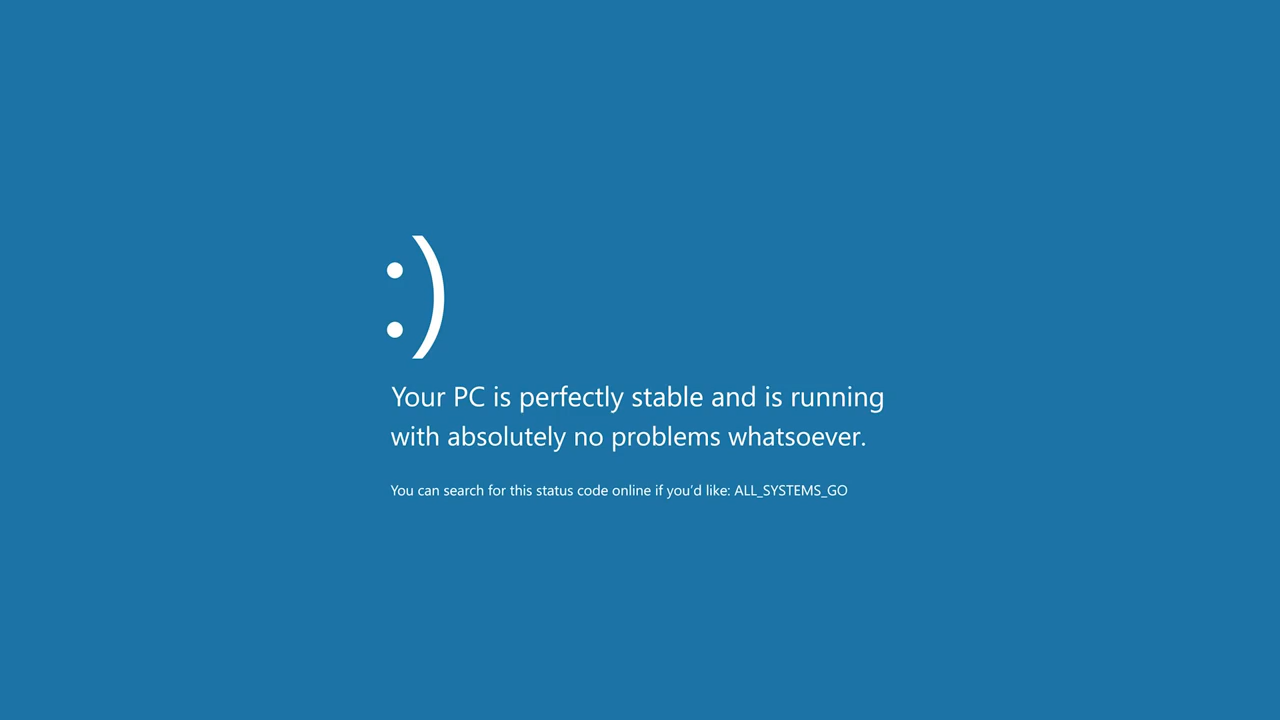 :)
Your PC is perfectly stable and is running
with absolutely no problems whatsoever.
You can search for this status code online if you’d like: ALL_SYSTEMS_GO